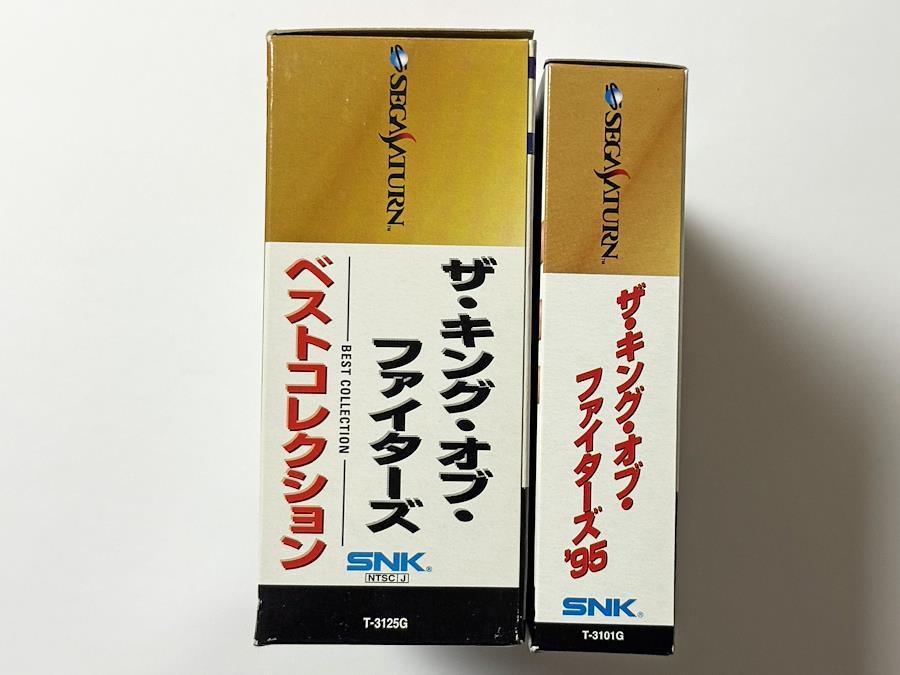 SEGA SATURN™
ザ・キング・オブ・
ファイターズ
BEST COLLECTION
ベストコレクション
SNK®
NTSC J
T-3125G
SEGA SATURN™
ザ・キング・オブ・
ファイターズ'95
SNK®
T-3101G